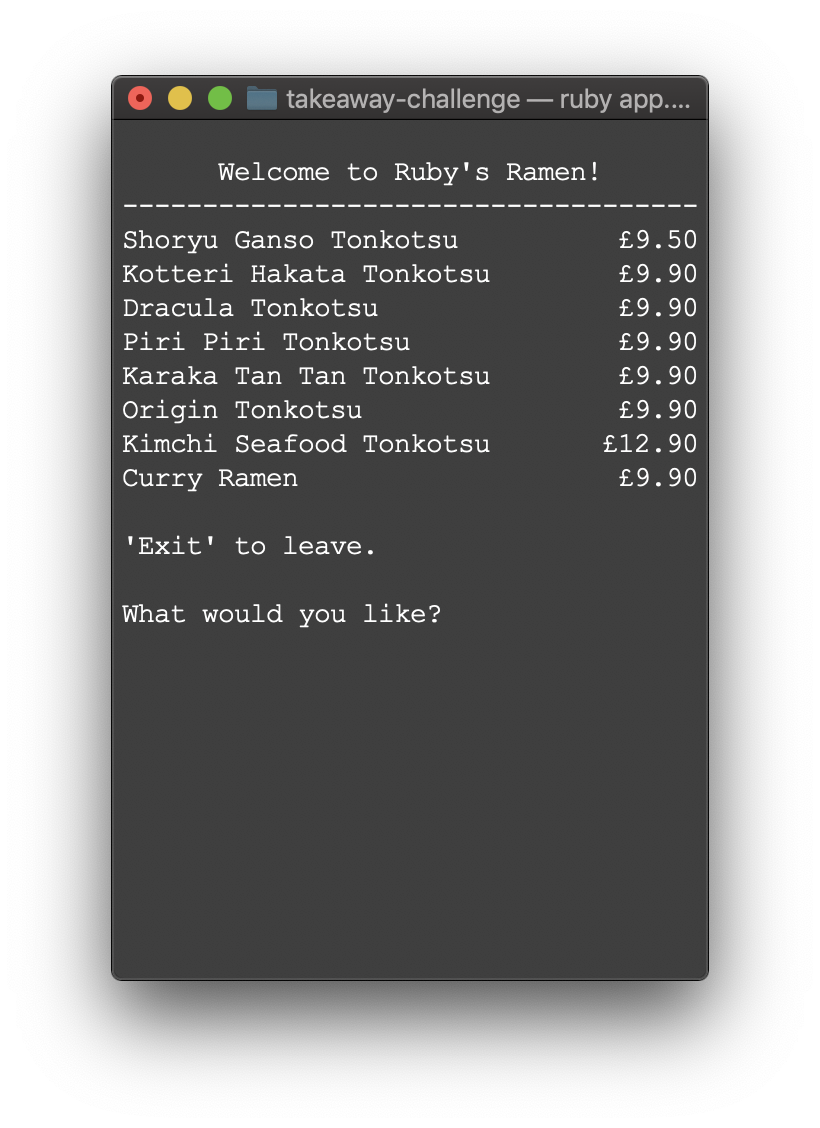 takeaway-challenge — ruby app....
Welcome to Ruby's Ramen!
------------------------------------
Shoryu Ganso Tonkotsu £9.50
Kotteri Hakata Tonkotsu £9.90
Dracula Tonkotsu £9.90
Piri Piri Tonkotsu £9.90
Karaka Tan Tan Tonkotsu £9.90
Origin Tonkotsu £9.90
Kimchi Seafood Tonkotsu £12.90
Curry Ramen £9.90
'Exit' to leave.
What would you like?